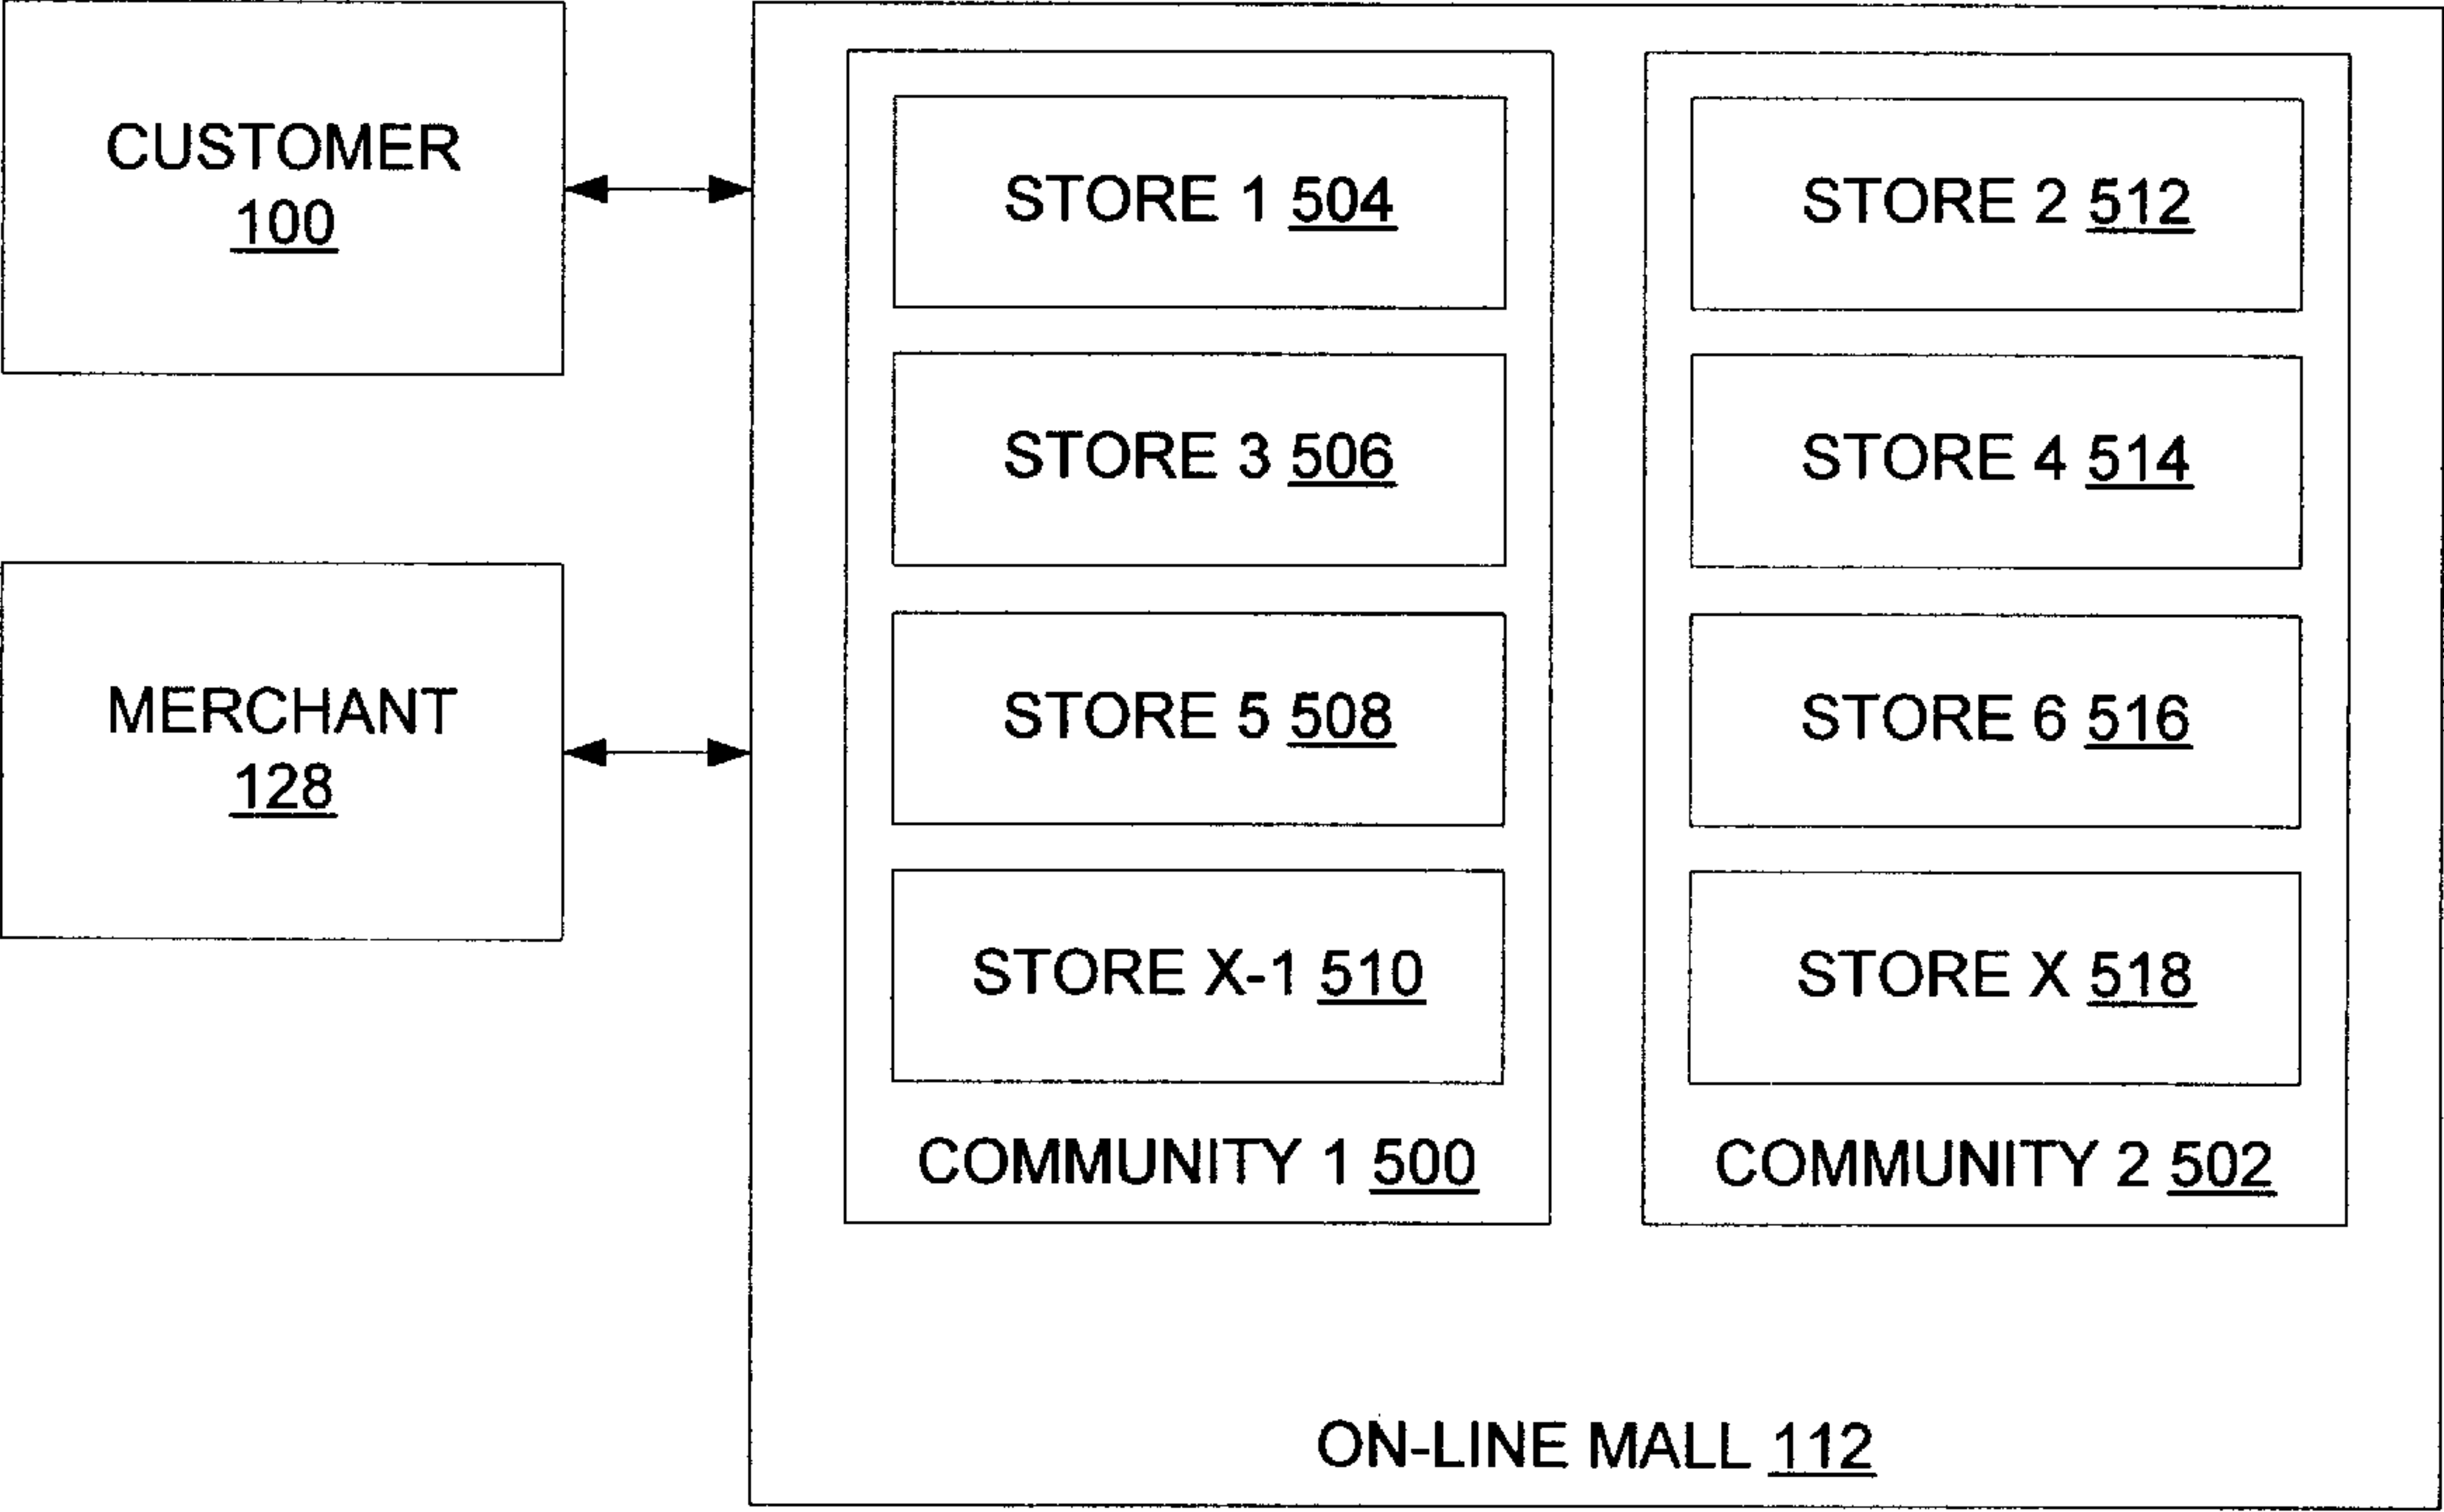 CUSTOMER
100
MERCHANT
128
STORE 1 504
STORE 3 506
STORE 5 508
STORE X-1 510
COMMUNITY 1 500
STORE 2 512
STORE 4 514
STORE 6 516
STORE X 518
COMMUNITY 2 502
ON-LINE MALL 112